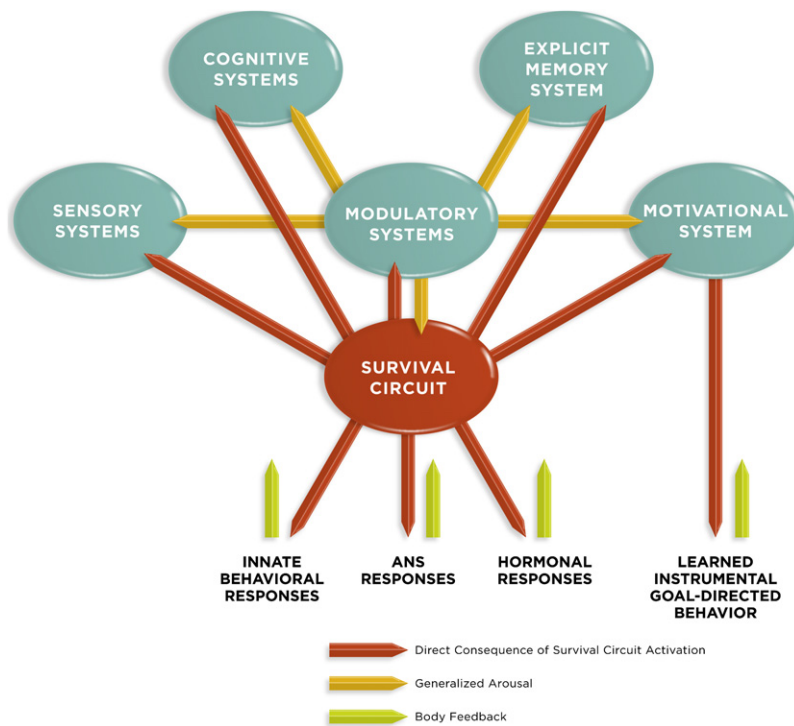 COGNITIVE
SYSTEMS
EXPLICIT
MEMORY
SYSTEM
SENSORY
SYSTEMS
MODULATORY
SYSTEMS
MOTIVATIONAL
SYSTEM
SURVIVAL
CIRCUIT
INNATE
BEHAVIORAL
RESPONSES
ANS
RESPONSES
HORMONAL
RESPONSES
LEARNED
INSTRUMENTAL
GOAL-DIRECTED
BEHAVIOR
Direct Consequence of Survival Circuit Activation
Generalized Arousal
Body Feedback